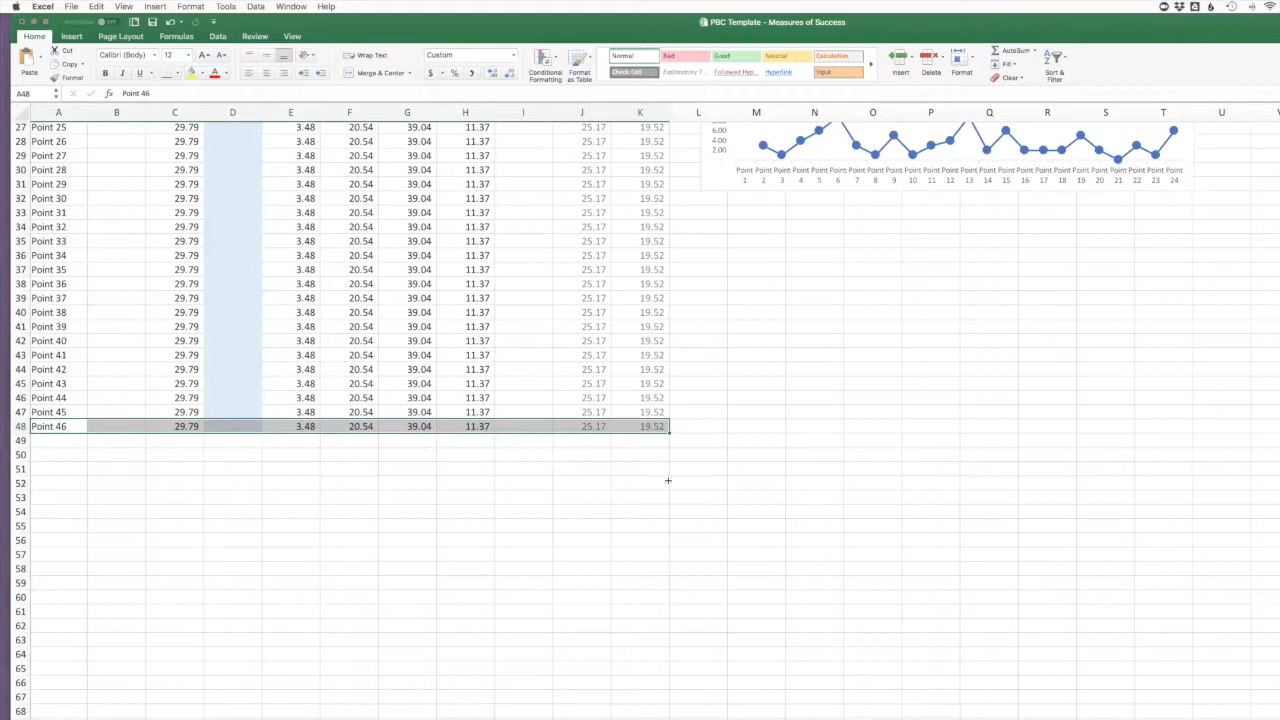 Excel File Edit View Insert Format Tools Data Window Help
PBC Template - Measures of Success
Home Insert Page Layout Formulas Data Review View
Cut
Copy
Format
Paste
Calibri (Body) 12
B I U
Wrap Text
Merge & Center
Custom
$ % )
Conditional Formatting
Format as Table
Normal Bad Good Neutral Calculation
Check Cell Explanatory T... Followed Hyp... Hyperlink Input
Insert Delete Format
AutoSum
Fill
Clear
Sort & Filter
A48 fx Point 46
A B C D E F G H I J K L M N O P Q R S T U
27 Point 25 29.79 3.48 20.54 39.04 11.37 25.17 19.52
28 Point 26 29.79 3.48 20.54 39.04 11.37 25.17 19.52
29 Point 27 29.79 3.48 20.54 39.04 11.37 25.17 19.52
30 Point 28 29.79 3.48 20.54 39.04 11.37 25.17 19.52
31 Point 29 29.79 3.48 20.54 39.04 11.37 25.17 19.52
32 Point 30 29.79 3.48 20.54 39.04 11.37 25.17 19.52
33 Point 31 29.79 3.48 20.54 39.04 11.37 25.17 19.52
34 Point 32 29.79 3.48 20.54 39.04 11.37 25.17 19.52
35 Point 33 29.79 3.48 20.54 39.04 11.37 25.17 19.52
36 Point 34 29.79 3.48 20.54 39.04 11.37 25.17 19.52
37 Point 35 29.79 3.48 20.54 39.04 11.37 25.17 19.52
38 Point 36 29.79 3.48 20.54 39.04 11.37 25.17 19.52
39 Point 37 29.79 3.48 20.54 39.04 11.37 25.17 19.52
40 Point 38 29.79 3.48 20.54 39.04 11.37 25.17 19.52
41 Point 39 29.79 3.48 20.54 39.04 11.37 25.17 19.52
42 Point 40 29.79 3.48 20.54 39.04 11.37 25.17 19.52
43 Point 41 29.79 3.48 20.54 39.04 11.37 25.17 19.52
44 Point 42 29.79 3.48 20.54 39.04 11.37 25.17 19.52
45 Point 43 29.79 3.48 20.54 39.04 11.37 25.17 19.52
46 Point 44 29.79 3.48 20.54 39.04 11.37 25.17 19.52
47 Point 45 29.79 3.48 20.54 39.04 11.37 25.17 19.52
48 Point 46 29.79 3.48 20.54 39.04 11.37 25.17 19.52
49
50
51
52
53
54
55
56
57
58
59
60
61
62
63
64
65
66
67
68
6.00
4.00
2.00
Point Point Point Point Point Point Point Point Point Point Point Point Point Point Point Point Point Point Point Point Point Point Point Point
1 2 3 4 5 6 7 8 9 10 11 12 13 14 15 16 17 18 19 20 21 22 23 24